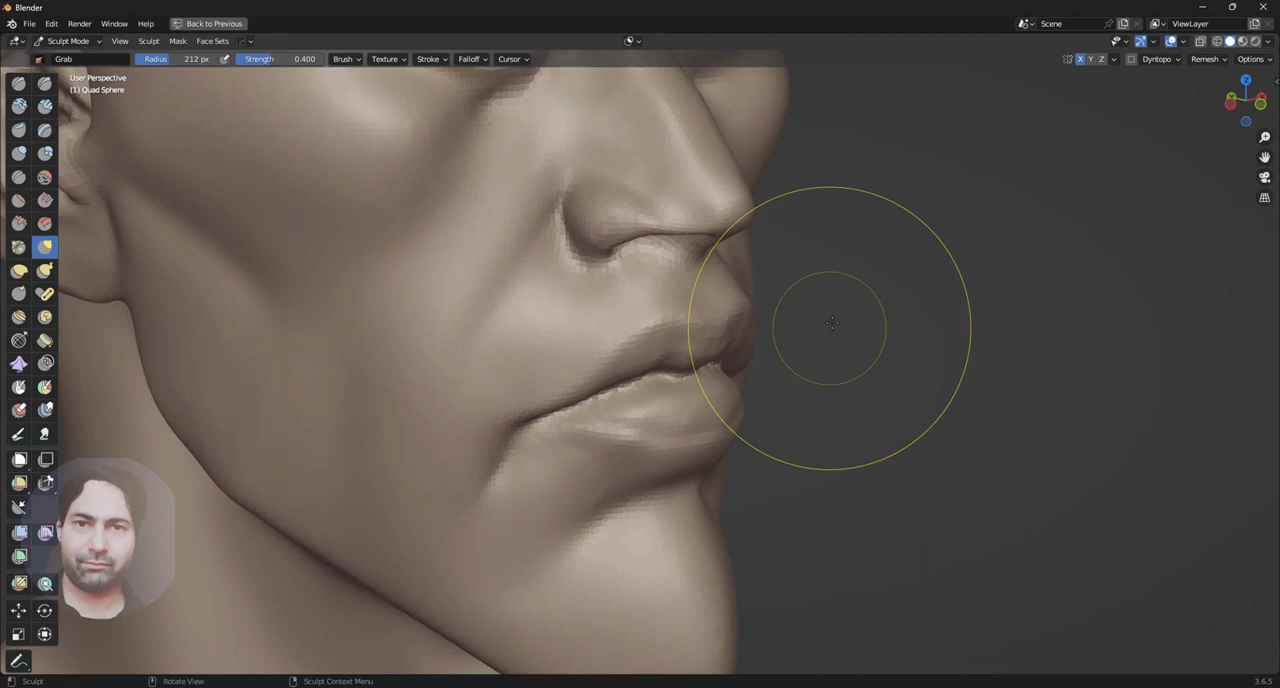 Blender
File Edit Render Window Help Back to Previous Scene ViewLayer
Sculpt Mode View Sculpt Mask Face Sets
Grab Radius 212 px Strength 0.400 Brush Texture Stroke Falloff Cursor X Y Z Dyntopo Remesh Options
User Perspective
(1) Quad Sphere
Z
Sculpt Rotate View Sculpt Context Menu 3.6.5